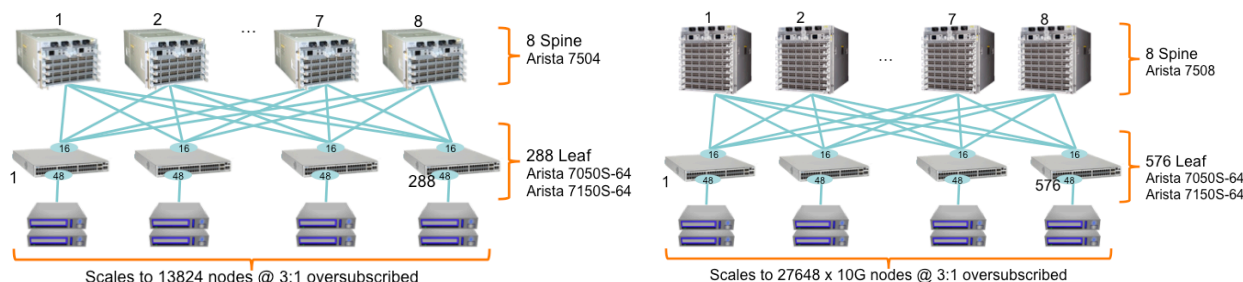 1
2
...
7
8
8 Spine
Arista 7504
16
16
16
16
288 Leaf
Arista 7050S-64
Arista 7150S-64
1
48
48
48
288
48
Scales to 13824 nodes @ 3:1 oversubscribed
1
2
...
7
8
8 Spine
Arista 7508
16
16
16
16
576 Leaf
Arista 7050S-64
Arista 7150S-64
1
48
48
48
576
48
Scales to 27648 x 10G nodes @ 3:1 oversubscribed